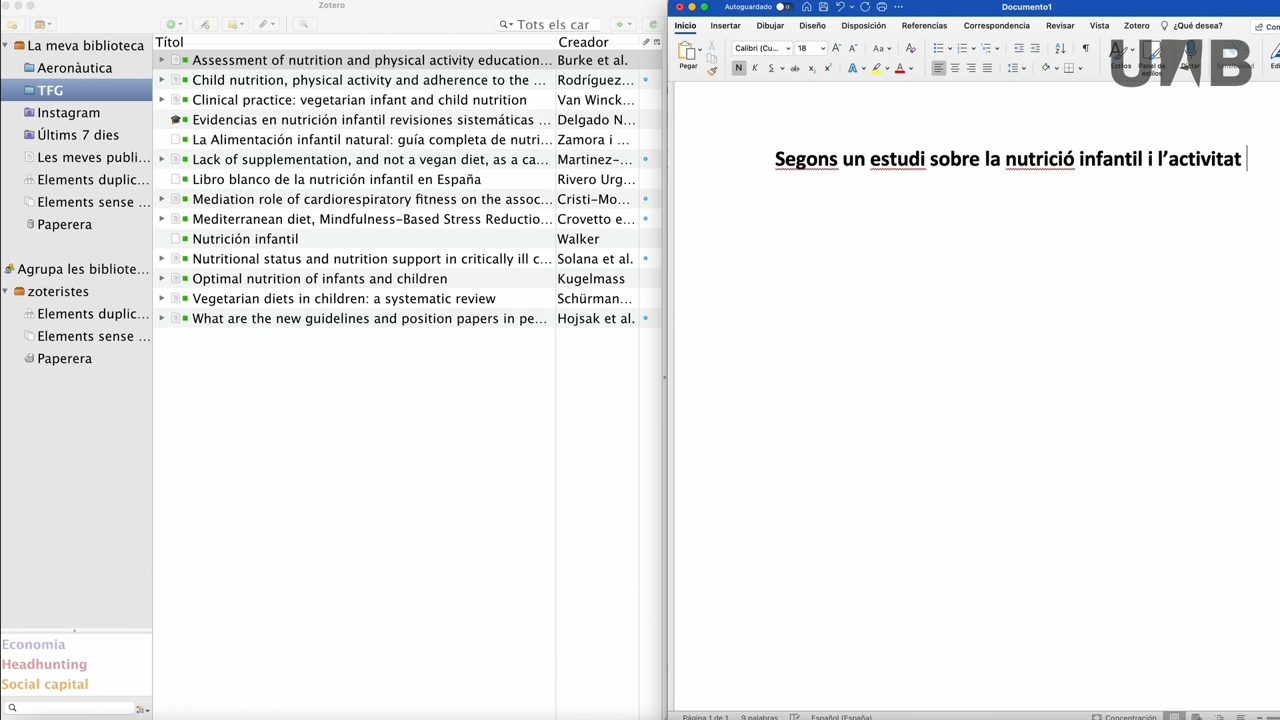 Zotero
Tots els car
La meva biblioteca
Aeronàutica
TFG
Instagram
Últims 7 dies
Les meves publi...
Elements duplic...
Elements sense ...
Paperera
Agrupa les bibliote...
zoteristes
Elements duplic...
Elements sense ...
Paperera
Economia
Headhunting
Social capital
Títol Creador
Assessment of nutrition and physical activity education... Burke et al.
Child nutrition, physical activity and adherence to the ... Rodríguez...
Clinical practice: vegetarian infant and child nutrition Van Winck...
Evidencias en nutrición infantil revisiones sistemáticas ... Delgado N...
La Alimentación infantil natural: guía completa de nutri... Zamora i ...
Lack of supplementation, and not a vegan diet, as a ca... Martinez-...
Libro blanco de la nutrición infantil en España Rivero Urg...
Mediation role of cardiorespiratory fitness on the assoc... Cristi-Mo...
Mediterranean diet, Mindfulness-Based Stress Reductio... Crovetto e...
Nutrición infantil Walker
Nutritional status and nutrition support in critically ill c... Solana et al.
Optimal nutrition of infants and children Kugelmass
Vegetarian diets in children: a systematic review Schürman...
What are the new guidelines and position papers in pe... Hojsak et al.
Autoguardado Documento1
Inicio Insertar Dibujar Diseño Disposición Referencias Correspondencia Revisar Vista Zotero ¿Qué desea? Con
Pegar Calibri (Cu... 18 Estilos Panel de estilos Dictar Sensibilidad Edi
N K S ab x x A A
UAB
Segons un estudi sobre la nutrició infantil i l’activitat
Página 1 de 1 9 palabras Español (España) Concentración